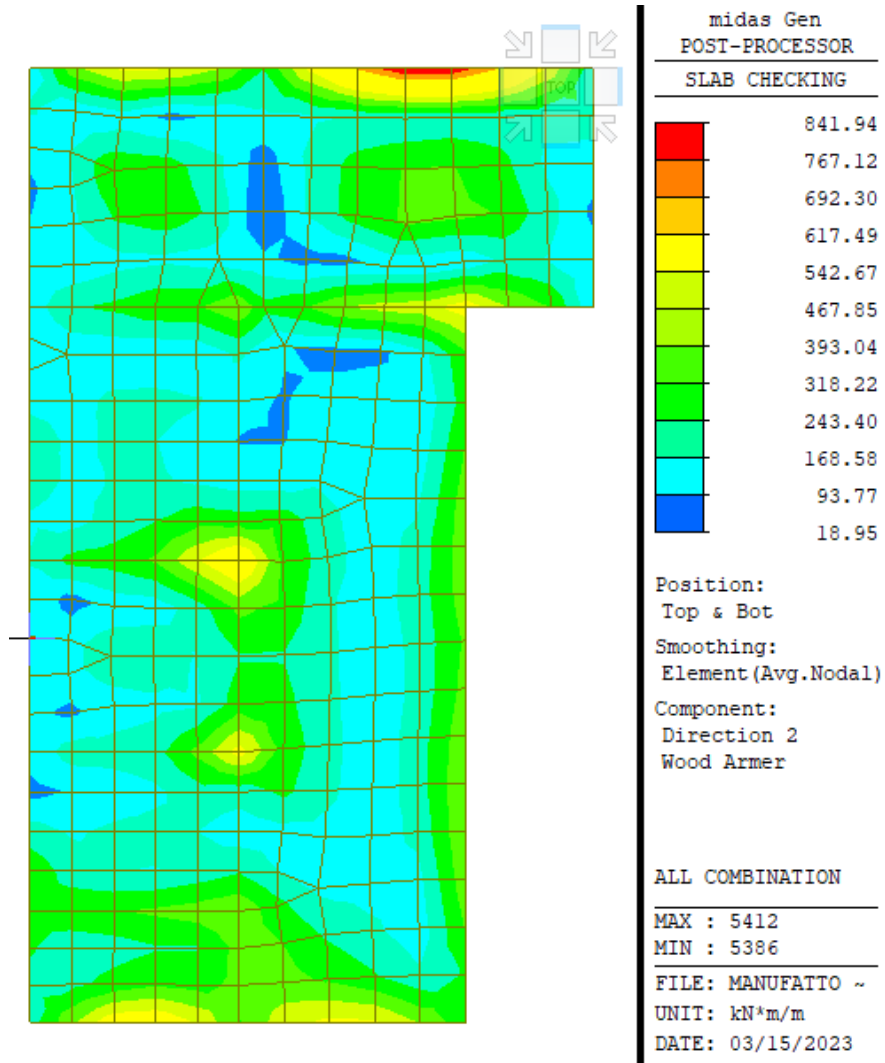 TOP
midas Gen
POST-PROCESSOR
SLAB CHECKING
841.94
767.12
692.30
617.49
542.67
467.85
393.04
318.22
243.40
168.58
93.77
18.95
Position:
Top & Bot
Smoothing:
Element(Avg.Nodal)
Component:
Direction 2
Wood Armer
ALL COMBINATION
MAX : 5412
MIN : 5386
FILE: MANUFATTO ~
UNIT: kN*m/m
DATE: 03/15/2023